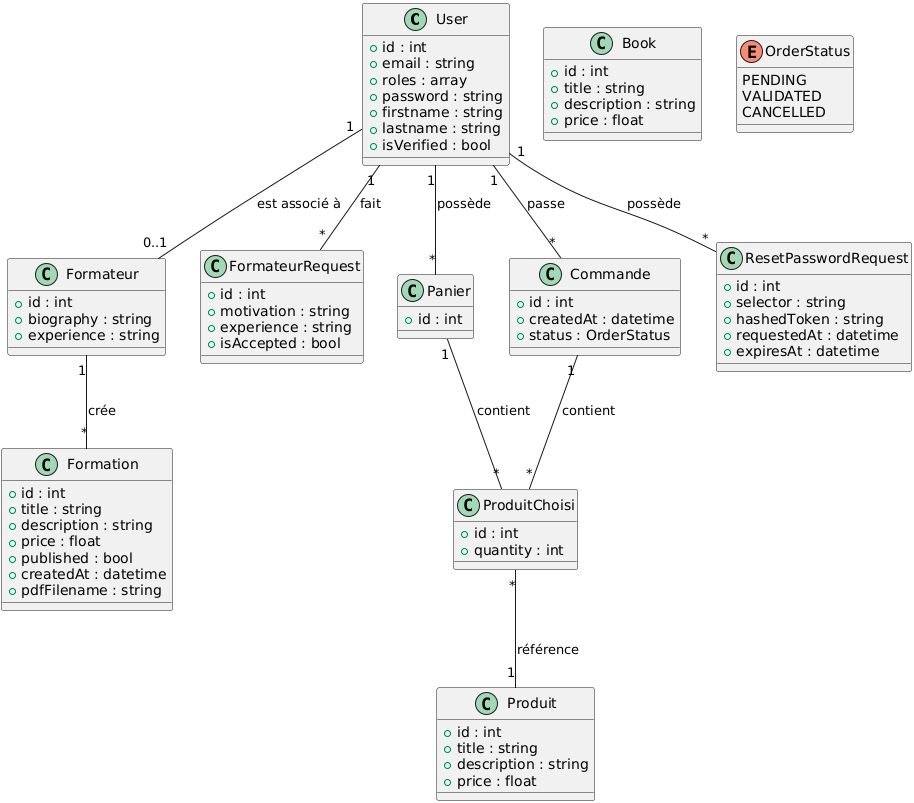 C User
id : int
email : string
roles : array
password : string
firstname : string
lastname : string
isVerified : bool
C Book
id : int
title : string
description : string
price : float
E OrderStatus
PENDING
VALIDATED
CANCELLED
1
est associé à
0..1
1
fait
*
1
possède
*
1
passe
*
1
possède
*
C Formateur
id : int
biography : string
experience : string
C FormateurRequest
id : int
motivation : string
experience : string
isAccepted : bool
C Panier
id : int
C Commande
id : int
createdAt : datetime
status : OrderStatus
C ResetPasswordRequest
id : int
selector : string
hashedToken : string
requestedAt : datetime
expiresAt : datetime
1
crée
*
1
contient
*
1
contient
*
C Formation
id : int
title : string
description : string
price : float
published : bool
createdAt : datetime
pdfFilename : string
C ProduitChoisi
id : int
quantity : int
*
référence
1
C Produit
id : int
title : string
description : string
price : float